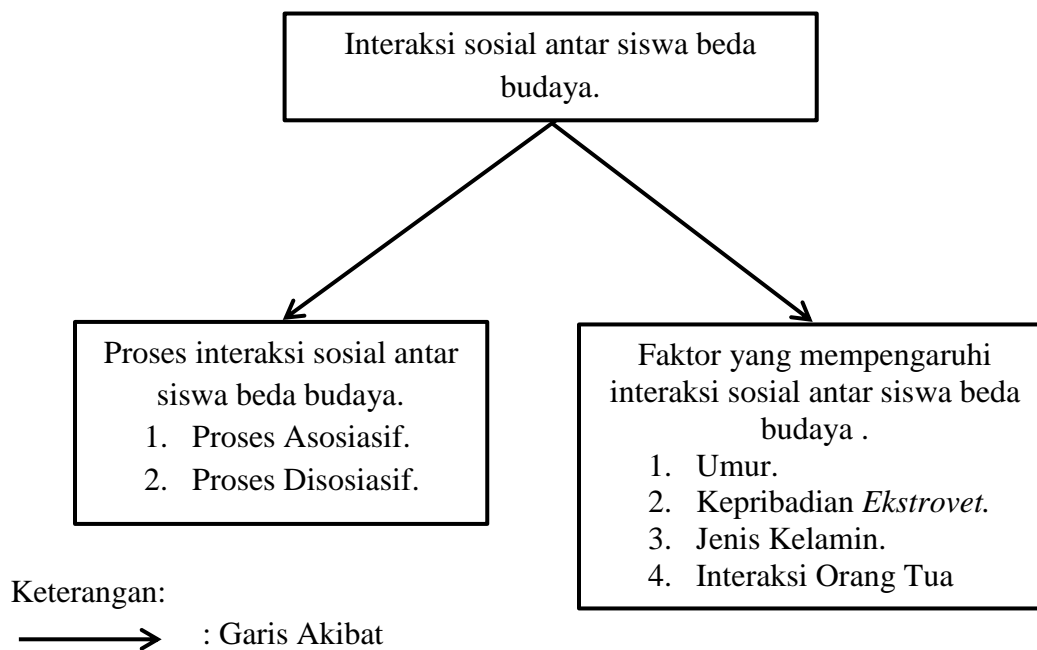 Interaksi sosial antar siswa beda
budaya.
Proses interaksi sosial antar
siswa beda budaya.
1. Proses Asosiasif.
2. Proses Disosiasif.
Faktor yang mempengaruhi
interaksi sosial antar siswa beda
budaya .
1. Umur.
2. Kepribadian Ekstrovet.
3. Jenis Kelamin.
4. Interaksi Orang Tua
Keterangan:
: Garis Akibat